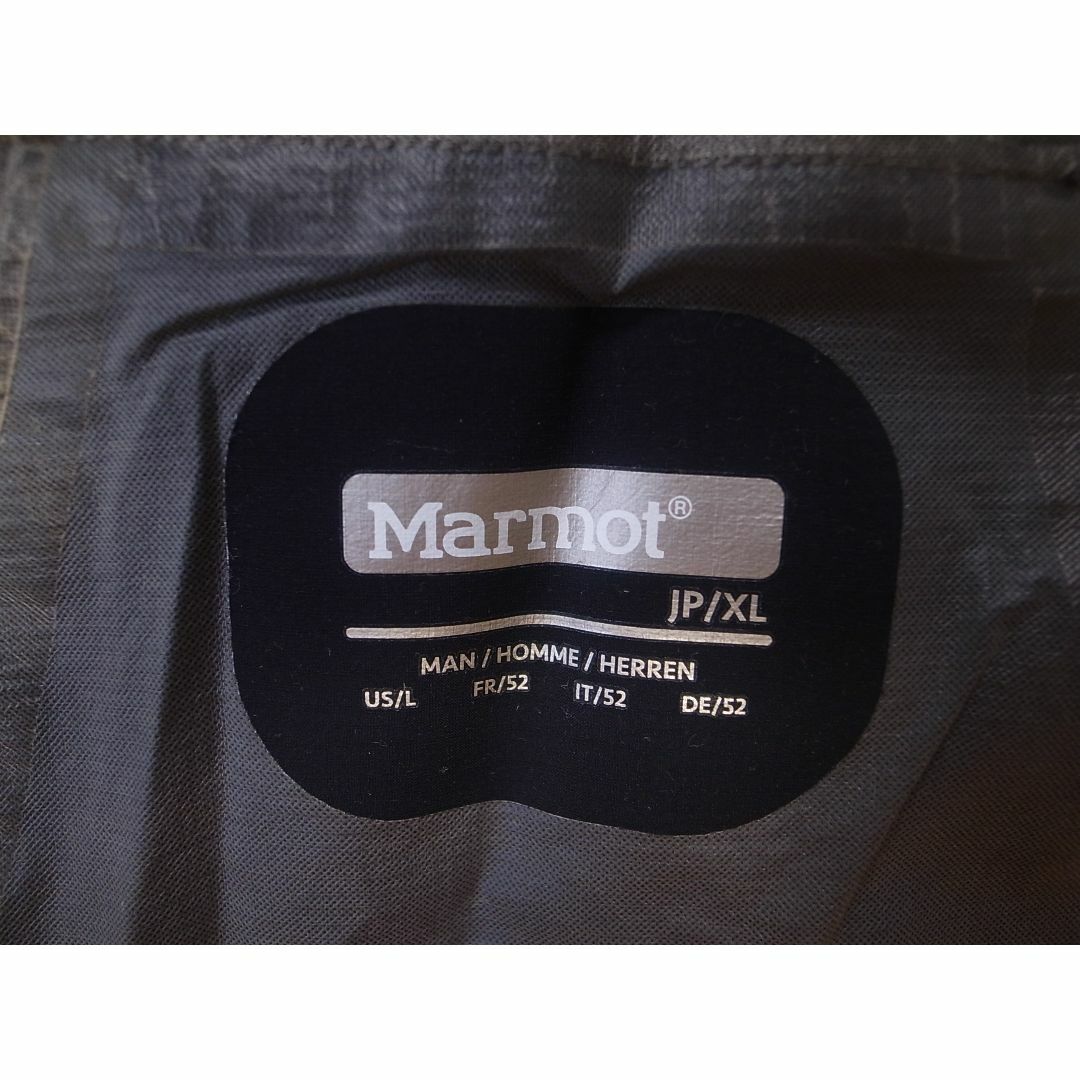 Marmot®
JP/XL
MAN / HOMME / HERREN
US/L FR/52 IT/52 DE/52